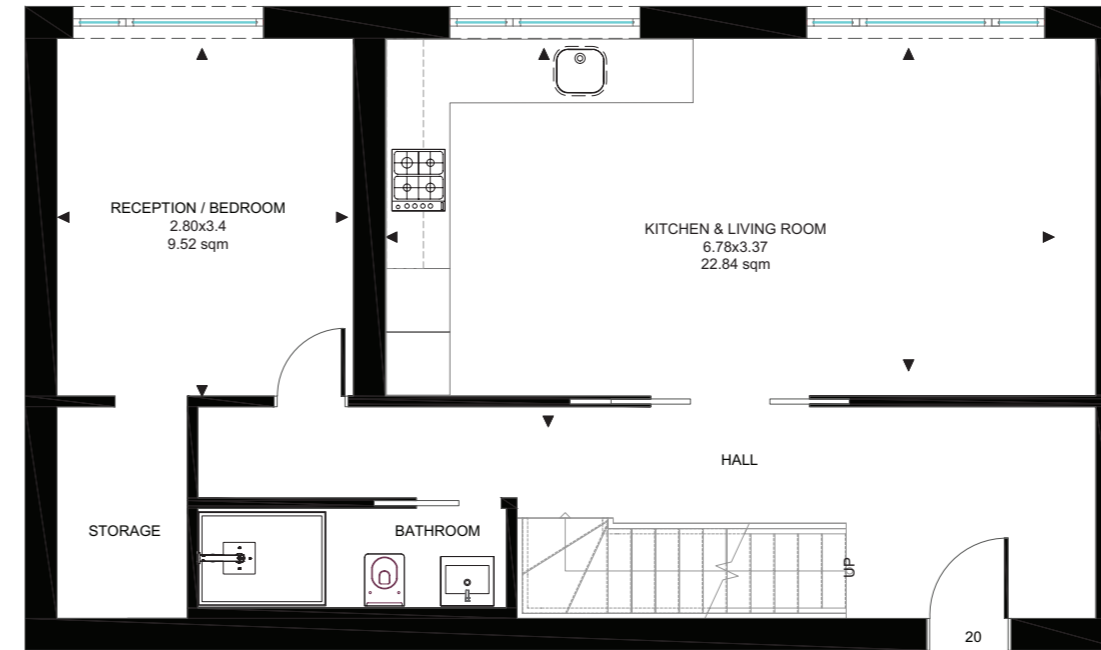 RECEPTION / BEDROOM
2.80x3.4
9.52 sqm
KITCHEN & LIVING ROOM
6.78x3.37
22.84 sqm
HALL
STORAGE
BATHROOM
UP
20